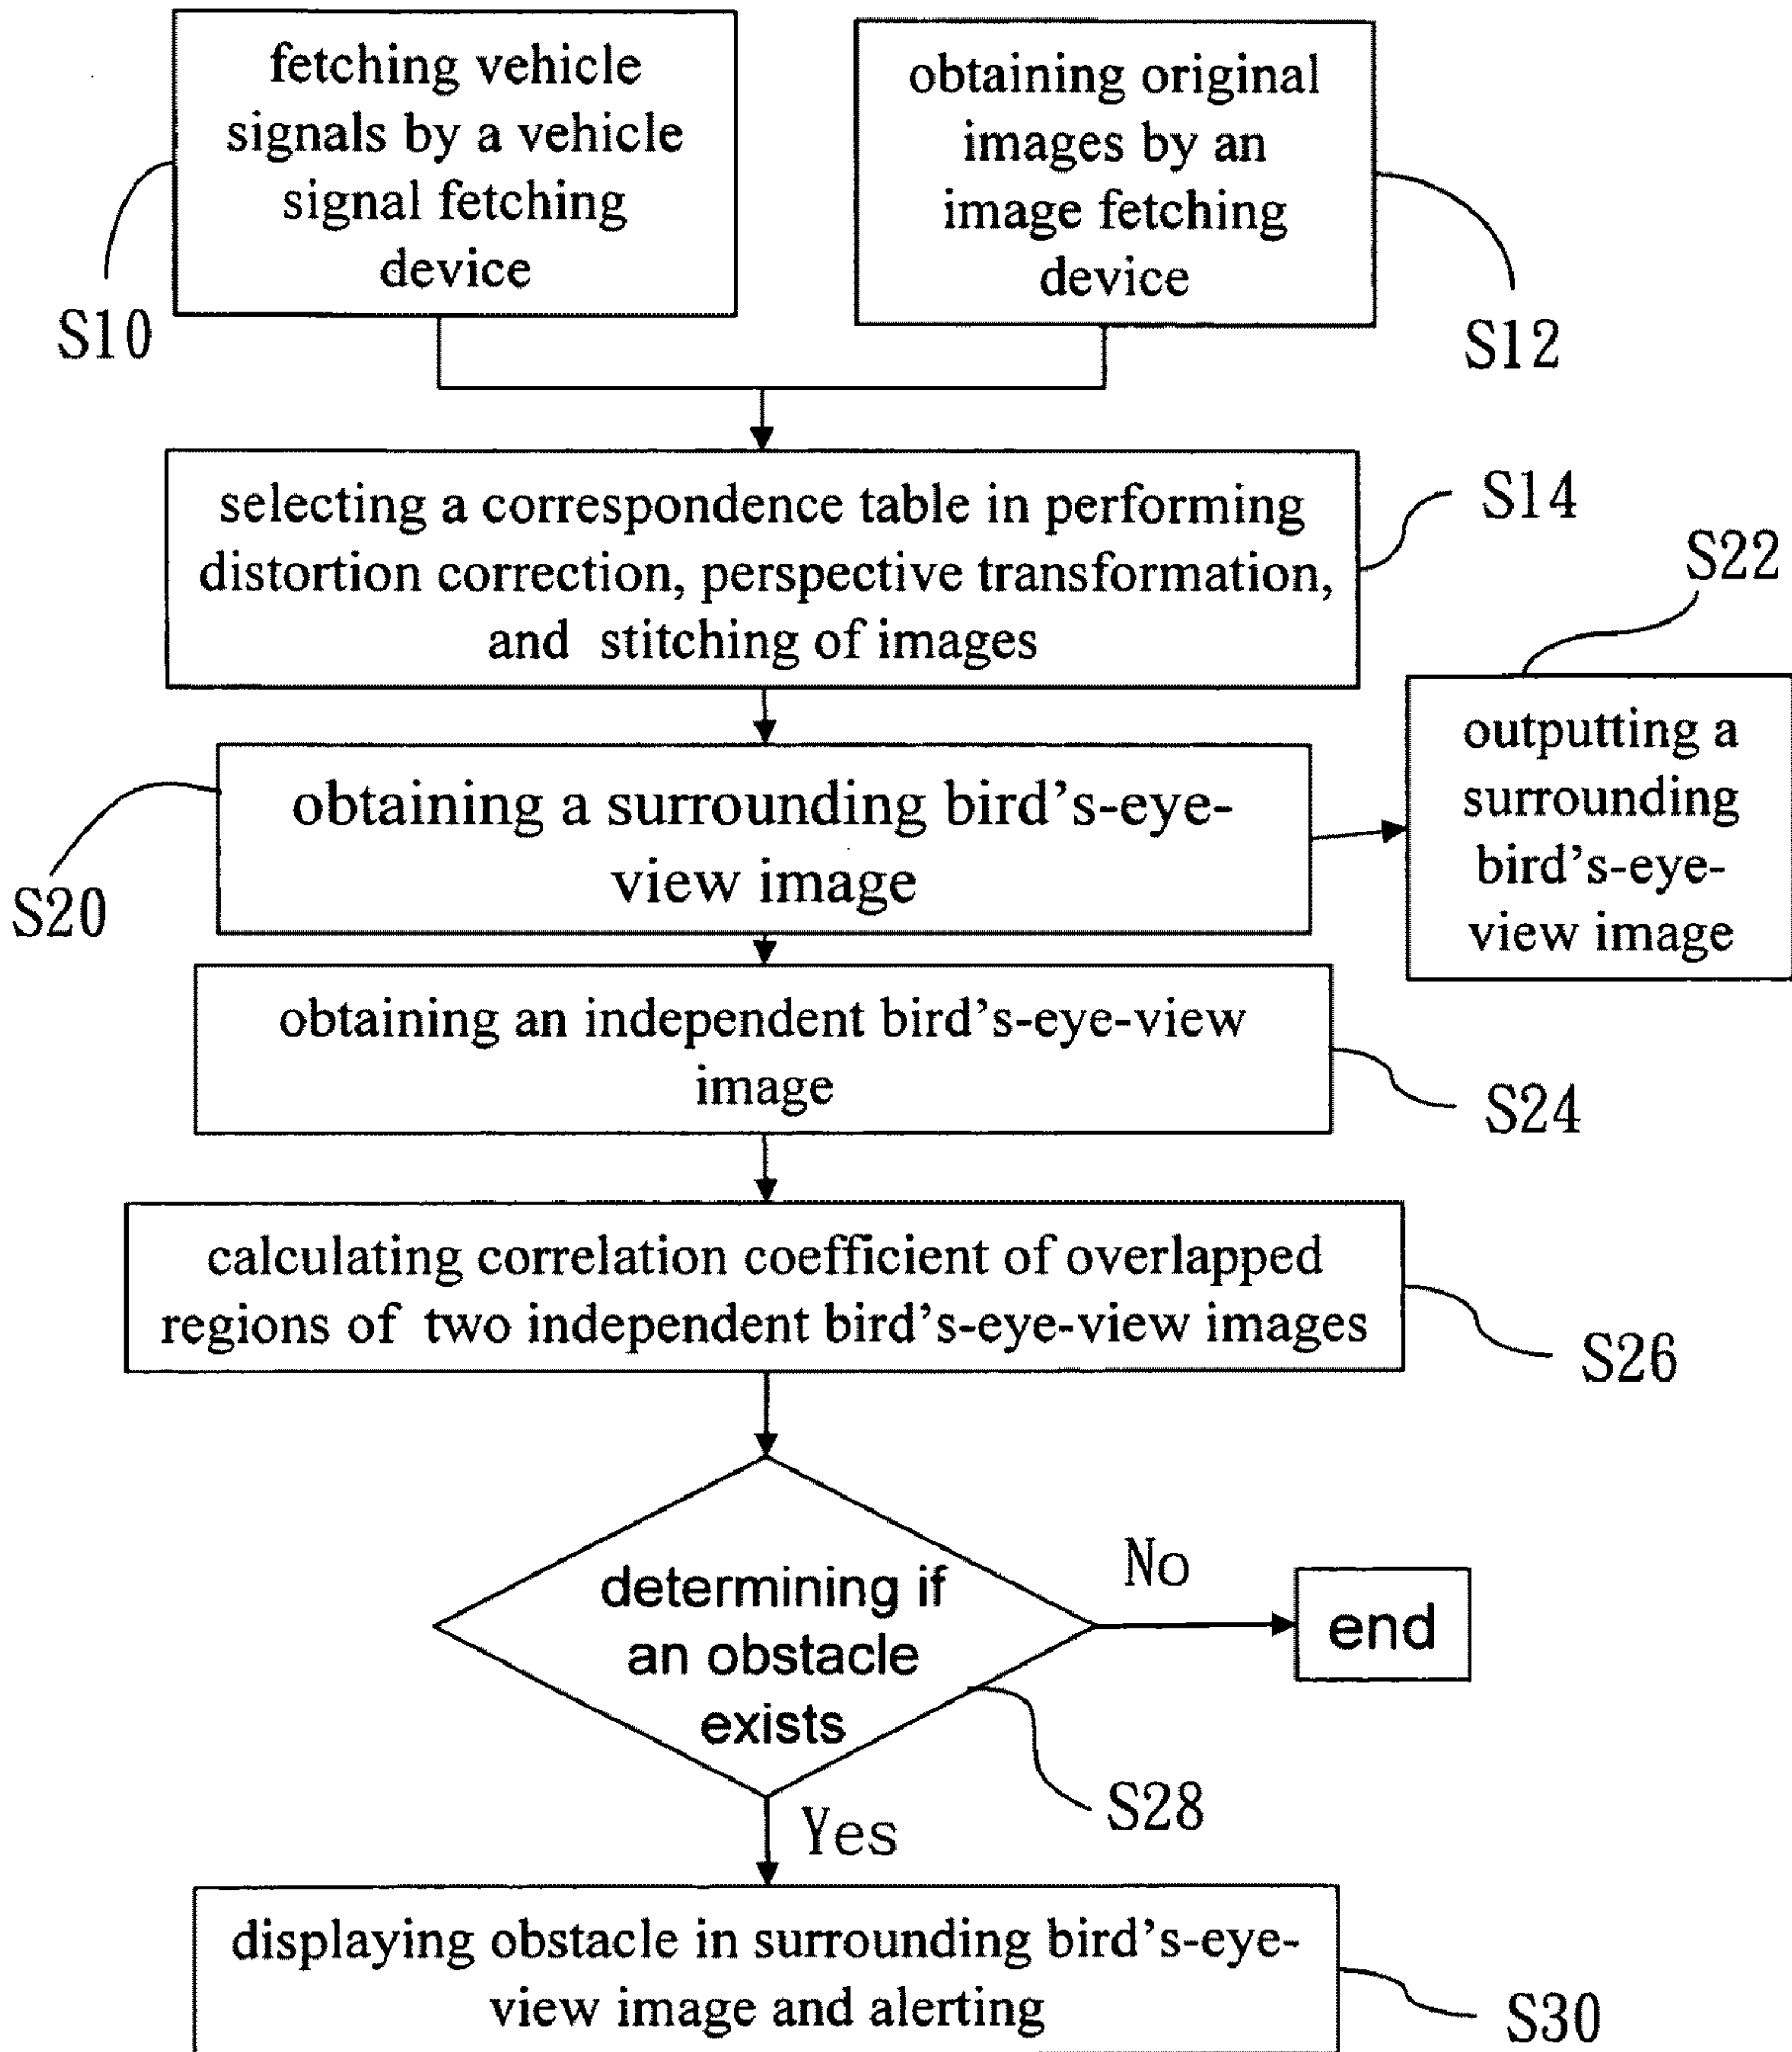 fetching vehicle
signals by a vehicle
signal fetching
device
S10
obtaining original
images by an
image fetching
device
S12
selecting a correspondence table in performing
distortion correction, perspective transformation,
and stitching of images
S14
obtaining a surrounding bird's-eye-
view image
S20
outputting a
surrounding
bird's-eye-
view image
S22
obtaining an independent bird's-eye-view
image
S24
calculating correlation coefficient of overlapped
regions of two independent bird's-eye-view images
S26
determining if
an obstacle
exists
S28
No
end
Yes
displaying obstacle in surrounding bird's-eye-
view image and alerting
S30